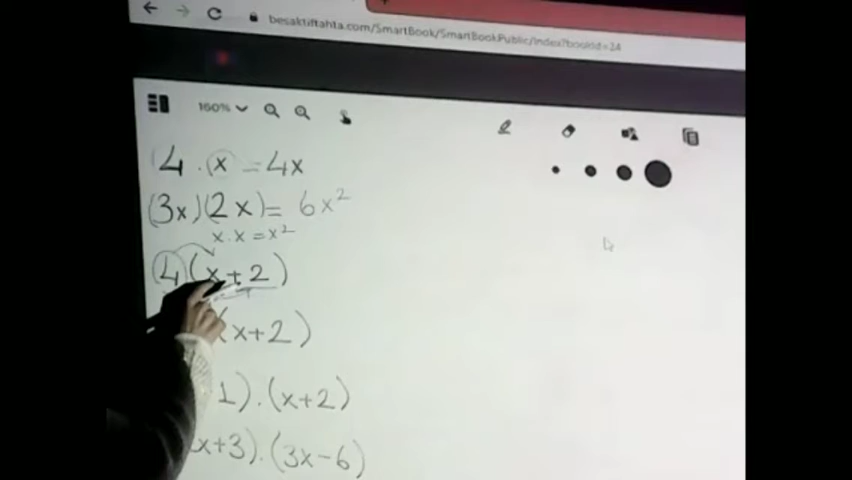 besaktiftahta.com/SmartBook/SmartBookPublic/Index?bookId=24
160%
4 . x = 4x
(3x)(2x) = 6x²
x.x = x²
4(x+2)
(x+2)
1).(x+2)
x+3).(3x-6)